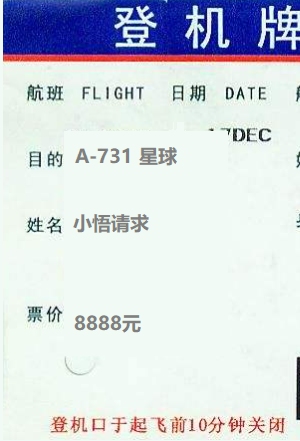 登机牌
航班 FLIGHT 日期 DATE
17DEC
目的 A-731 星球
姓名 小悟请求
票价 8888元
登机口于起飞前10分钟关闭